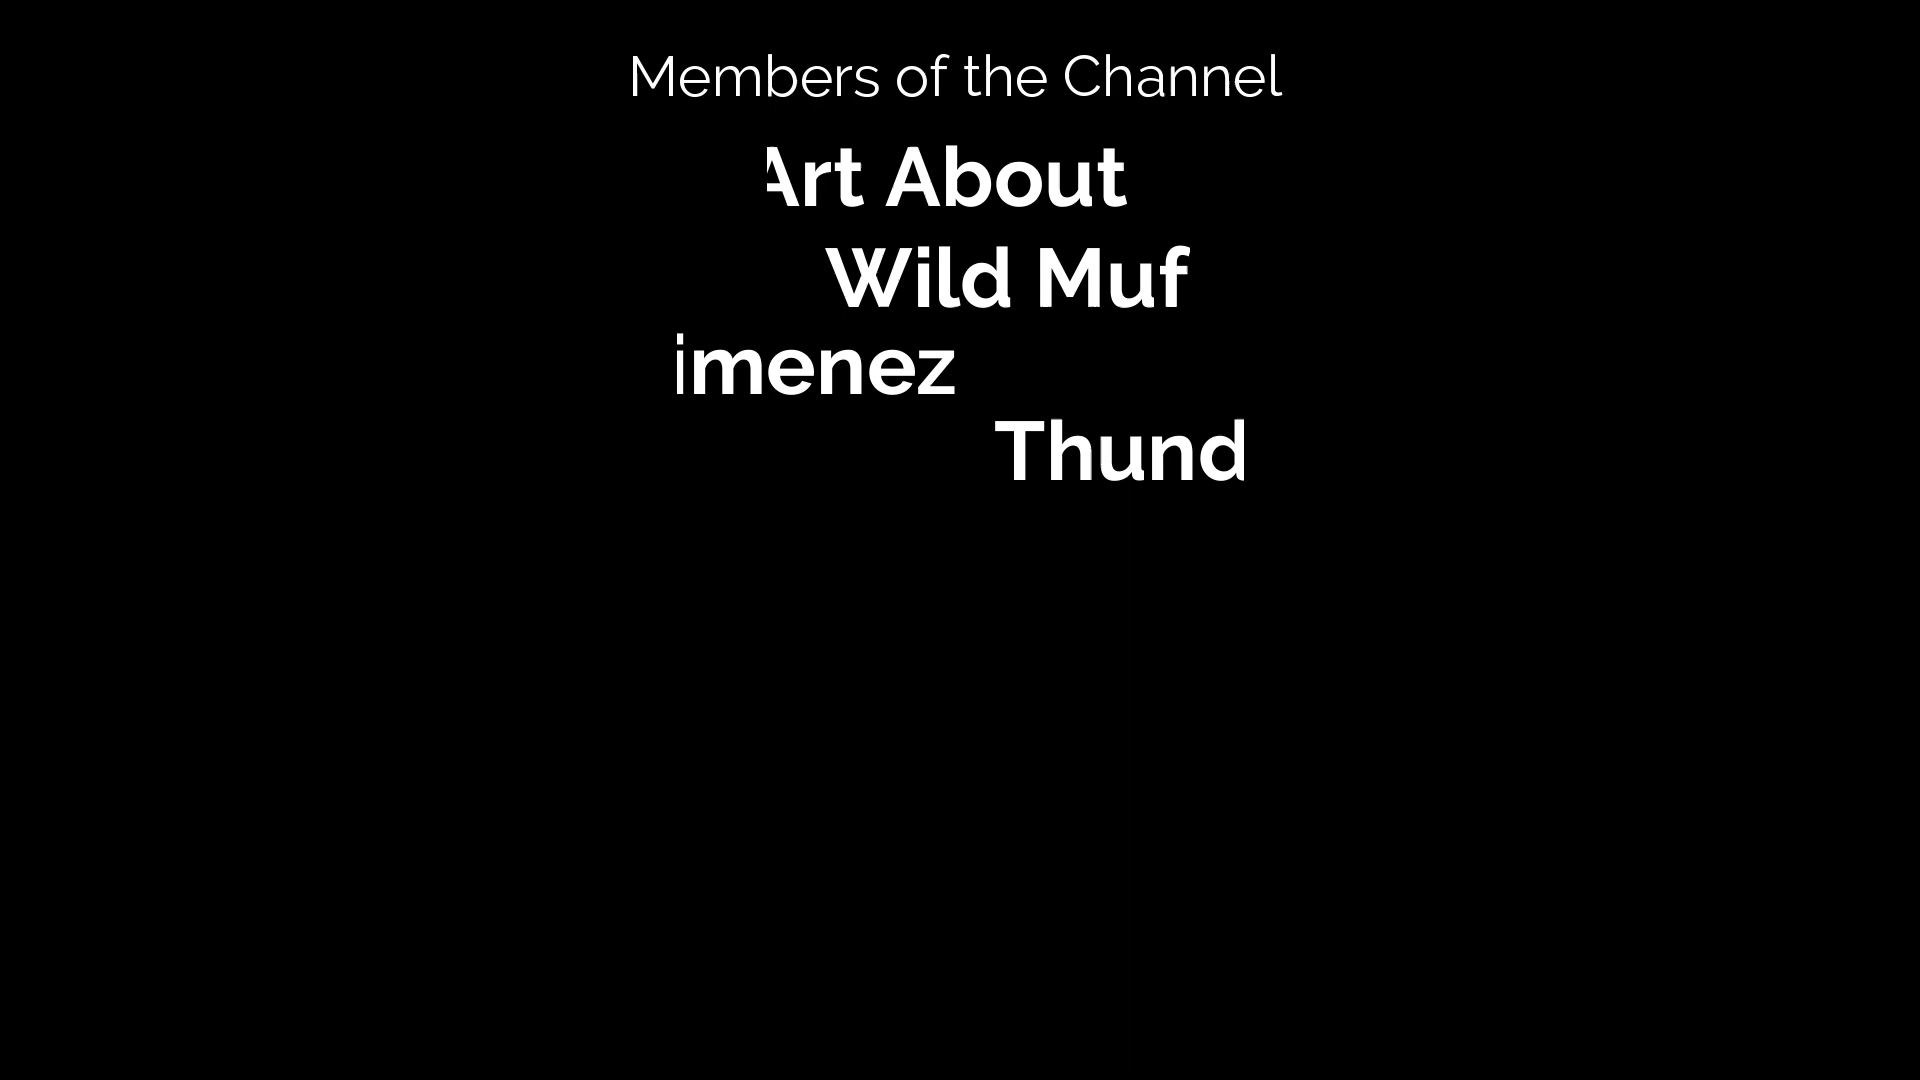 Members of the Channel
Art About
Wild Muf
imenez
Thund